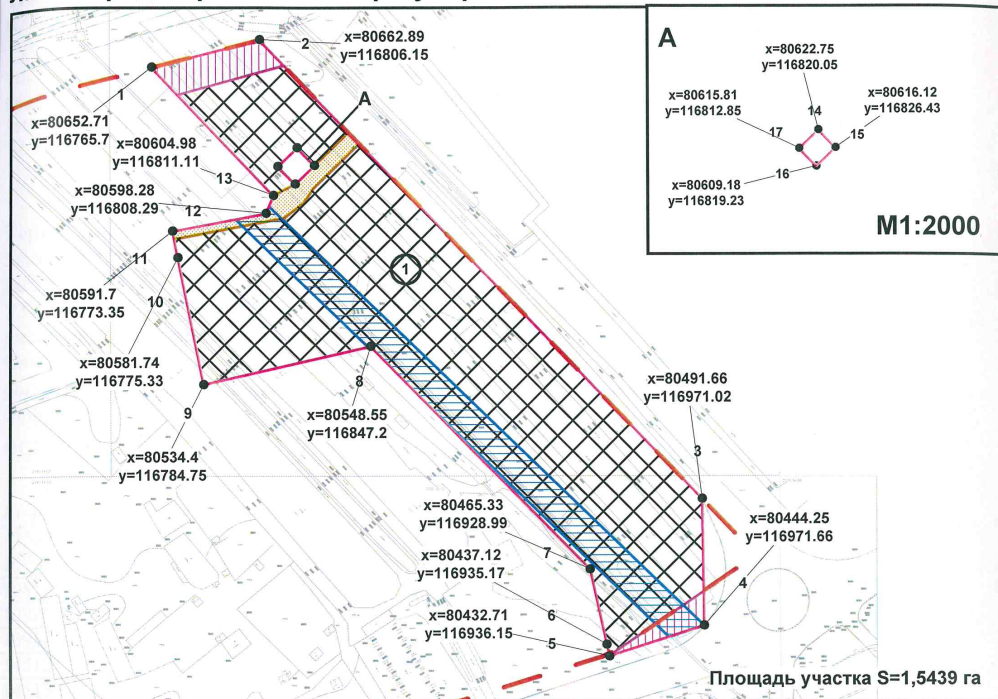 2
x=80662.89
y=116806.15
1
x=80652.71
y=116765.7
А
x=80604.98
y=116811.11
13
x=80598.28
y=116808.29
12
11
10
x=80591.7
y=116773.35
x=80581.74
y=116775.33
9
x=80534.4
y=116784.75
8
x=80548.55
y=116847.2
1
x=80491.66
y=116971.02
3
x=80465.33
y=116928.99
7
x=80444.25
y=116971.66
4
x=80437.12
y=116935.17
6
x=80432.71
y=116936.15
5
Площадь участка S=1,5439 га
А
x=80622.75
y=116820.05
14
x=80615.81
y=116812.85
17
x=80616.12
y=116826.43
15
16
x=80609.18
y=116819.23
М1:2000